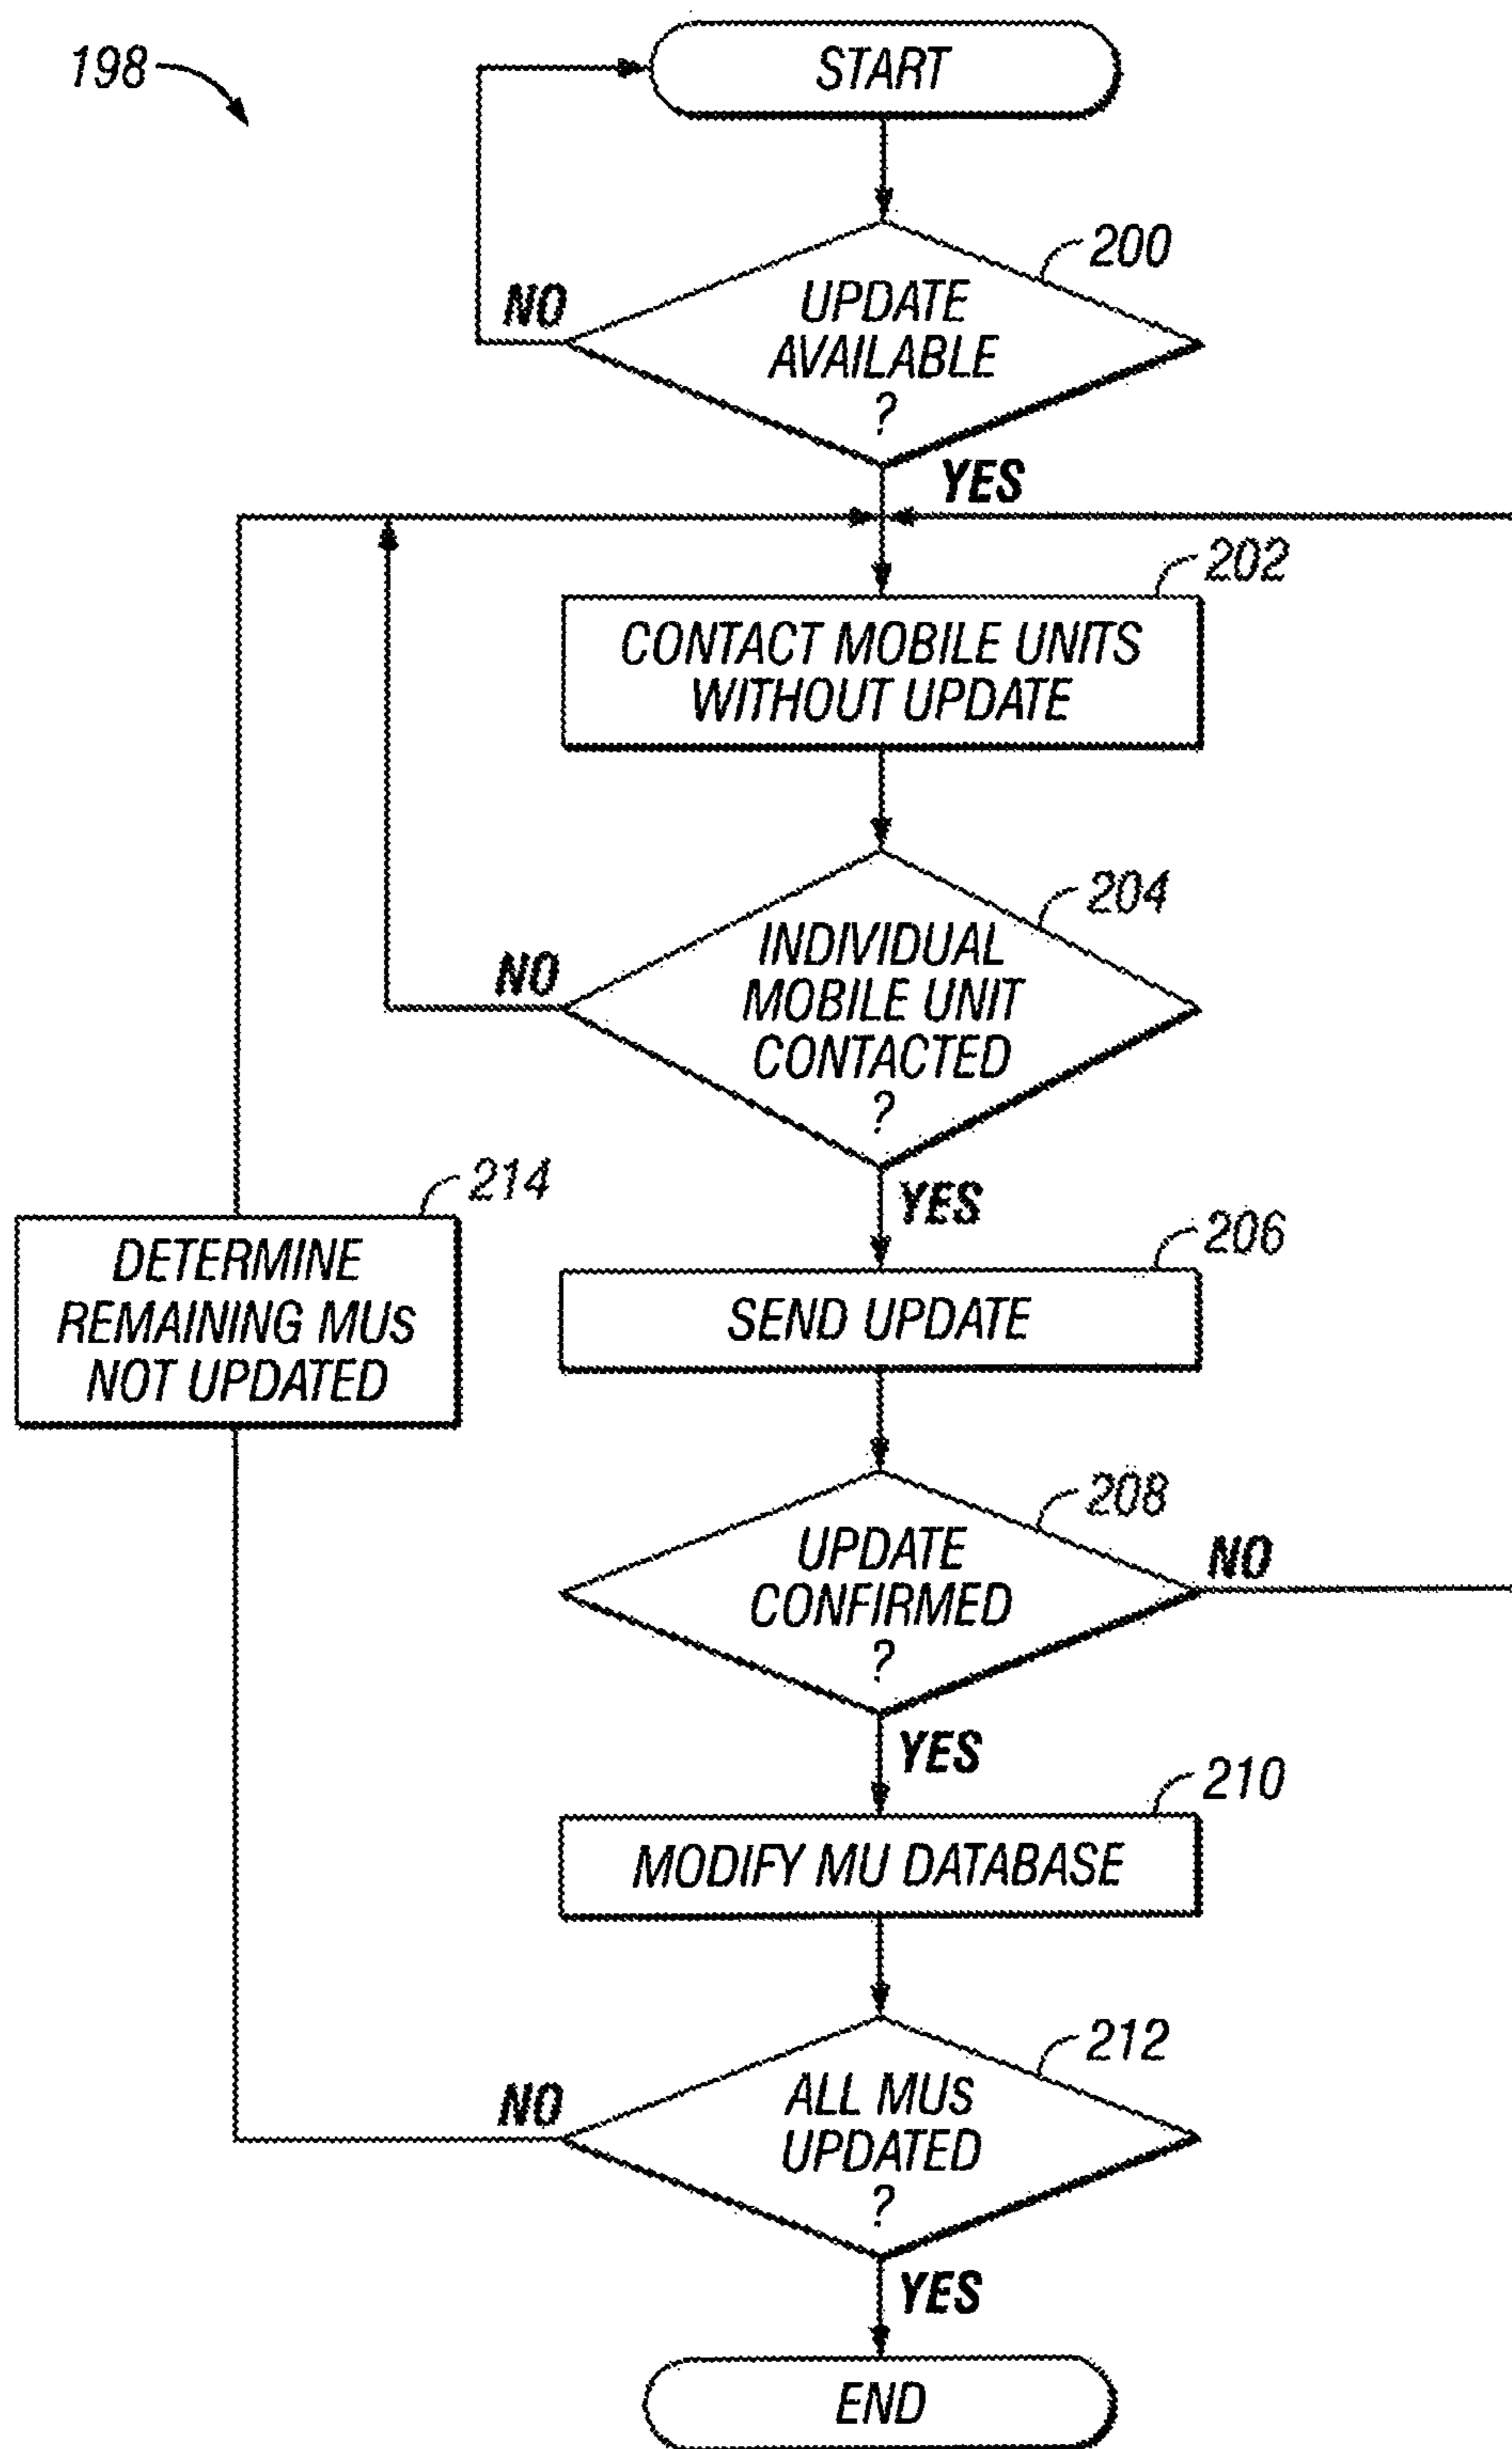 198
START
200
UPDATE
AVAILABLE
?
NO
YES
202
CONTACT MOBILE UNITS
WITHOUT UPDATE
204
INDIVIDUAL
MOBILE UNIT
CONTACTED
?
NO
YES
214
DETERMINE
REMAINING MUs
NOT UPDATED
206
SEND UPDATE
208
UPDATE
CONFIRMED
?
NO
YES
210
MODIFY MU DATABASE
212
ALL MUs
UPDATED
?
NO
YES
END